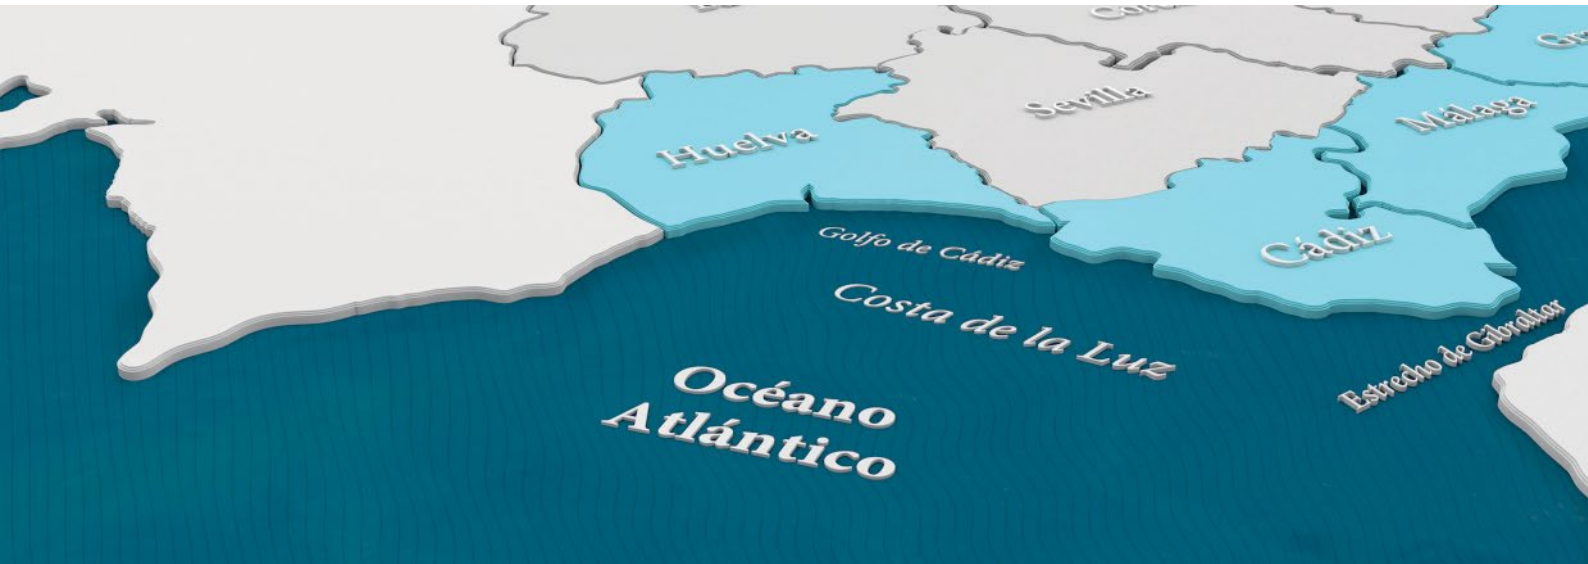 Huelva
Sevilla
Málaga
Cádiz
Golfo de Cádiz
Costa de la Luz
Estrecho de Gibraltar
Océano
Atlántico